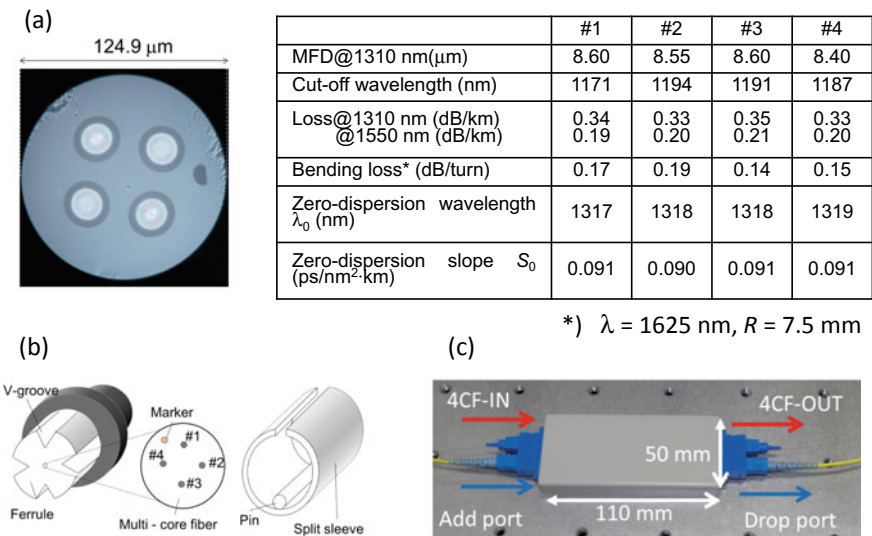 (a)
124.9 μm
#1 #2 #3 #4
MFD@1310 nm(μm) 8.60 8.55 8.60 8.40
Cut-off wavelength (nm) 1171 1194 1191 1187
Loss@1310 nm (dB/km) 0.34 0.33 0.35 0.33
@1550 nm (dB/km) 0.19 0.20 0.21 0.20
Bending loss* (dB/turn) 0.17 0.19 0.14 0.15
Zero-dispersion wavelength
λ0 (nm) 1317 1318 1318 1319
Zero-dispersion slope S0
(ps/nm²·km) 0.091 0.090 0.091 0.091
*) λ = 1625 nm, R = 7.5 mm
(b)
V-groove
Marker
#1
#2
#4
#3
Ferrule
Multi - core fiber
Pin
Split sleeve
(c)
4CF-IN
4CF-OUT
50 mm
110 mm
Add port
Drop port